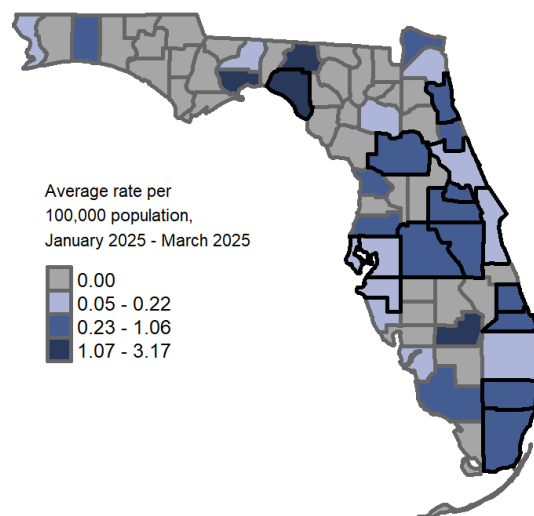 Average rate per
100,000 population,
January 2025 - March 2025
0.00
0.05 - 0.22
0.23 - 1.06
1.07 - 3.17